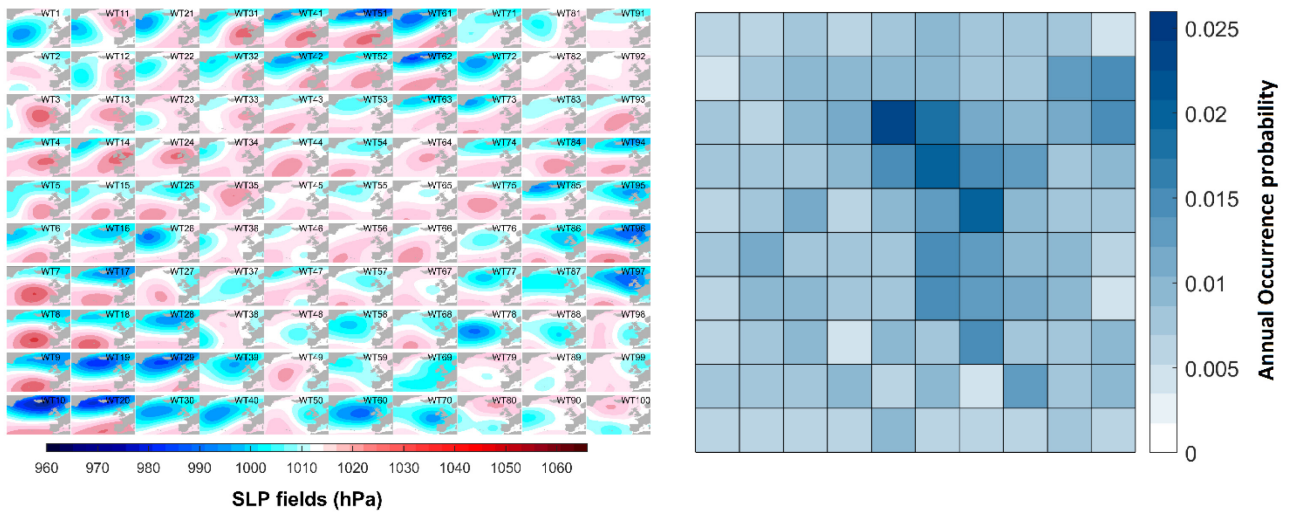 WT1 WT11 WT21 WT31 WT41 WT51 WT61 WT71 WT81 WT91
WT2 WT12 WT22 WT32 WT42 WT52 WT62 WT72 WT82 WT92
WT3 WT13 WT23 WT33 WT43 WT53 WT63 WT73 WT83 WT93
WT4 WT14 WT24 WT34 WT44 WT54 WT64 WT74 WT84 WT94
WT5 WT15 WT25 WT35 WT45 WT55 WT65 WT75 WT85 WT95
WT6 WT16 WT26 WT36 WT46 WT56 WT66 WT76 WT86 WT96
WT7 WT17 WT27 WT37 WT47 WT57 WT67 WT77 WT87 WT97
WT8 WT18 WT28 WT38 WT48 WT58 WT68 WT78 WT88 WT98
WT9 WT19 WT29 WT39 WT49 WT59 WT69 WT79 WT89 WT99
WT10 WT20 WT30 WT40 WT50 WT60 WT70 WT80 WT90 WT100
960 970 980 990 1000 1010 1020 1030 1040 1050 1060
SLP fields (hPa)
0.025
0.02
0.015
0.01
0.005
0
Annual Occurrence probability